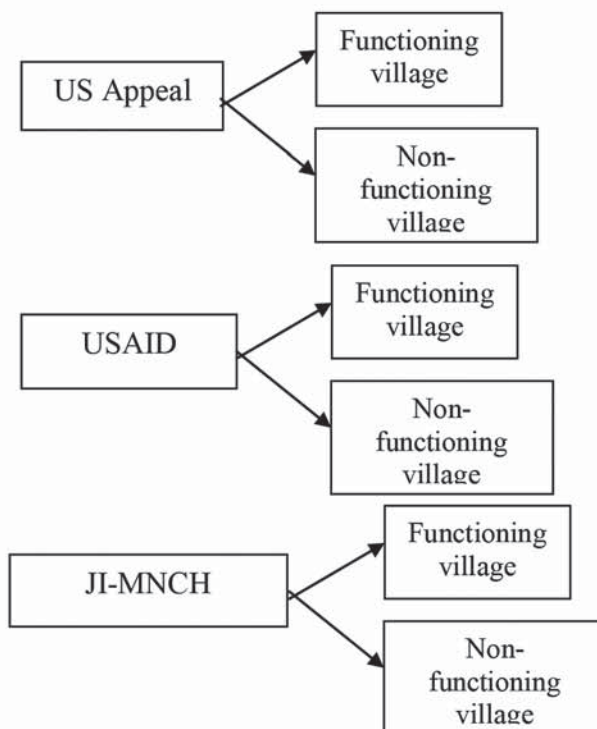 Functioning
village
US Appeal
Non-
functioning
village
Functioning
village
USAID
Non-
functioning
village
Functioning
village
JI-MNCH
Non-
functioning
village